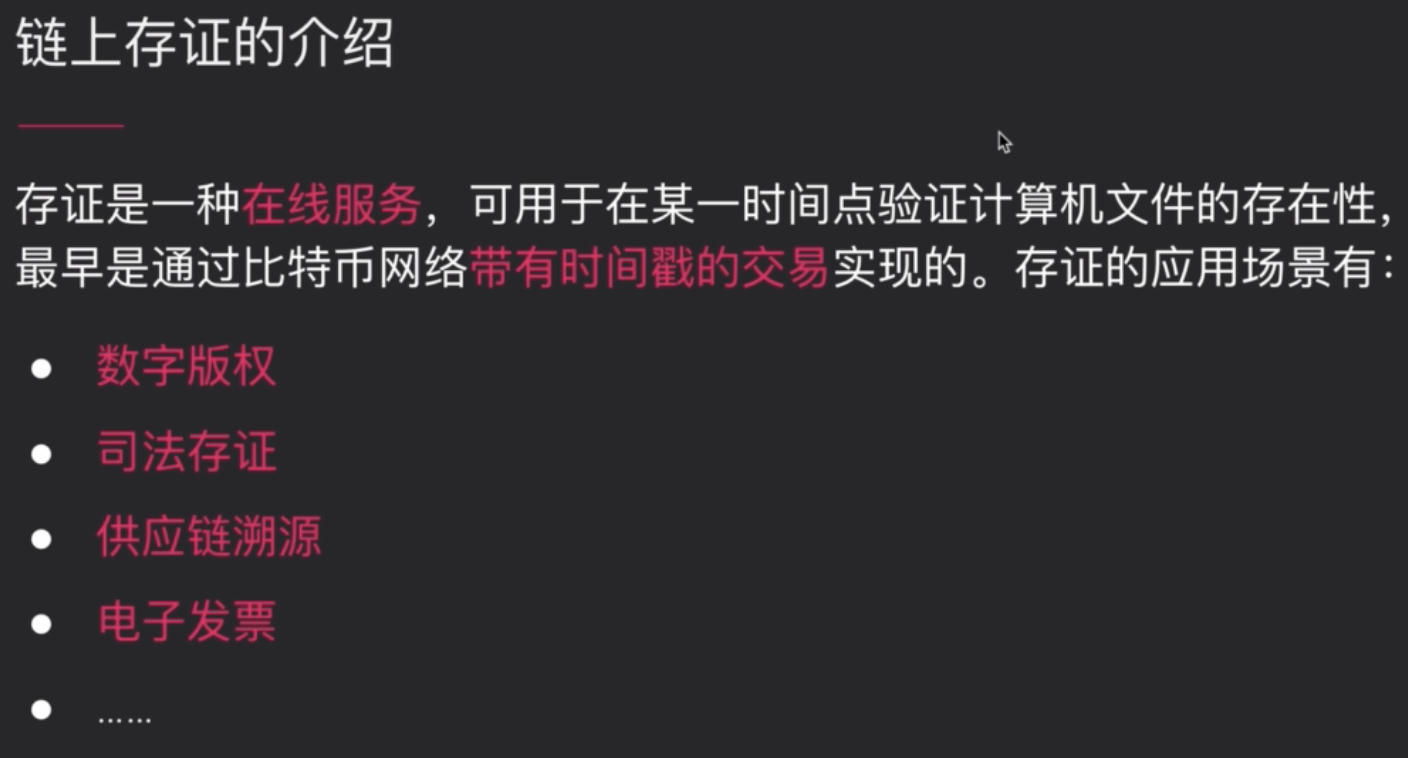 链上存证的介绍
存证是一种在线服务，可用于在某一时间点验证计算机文件的存在性，
最早是通过比特币网络带有时间戳的交易实现的。存证的应用场景有：
● 数字版权
● 司法存证
● 供应链溯源
● 电子发票
● ……